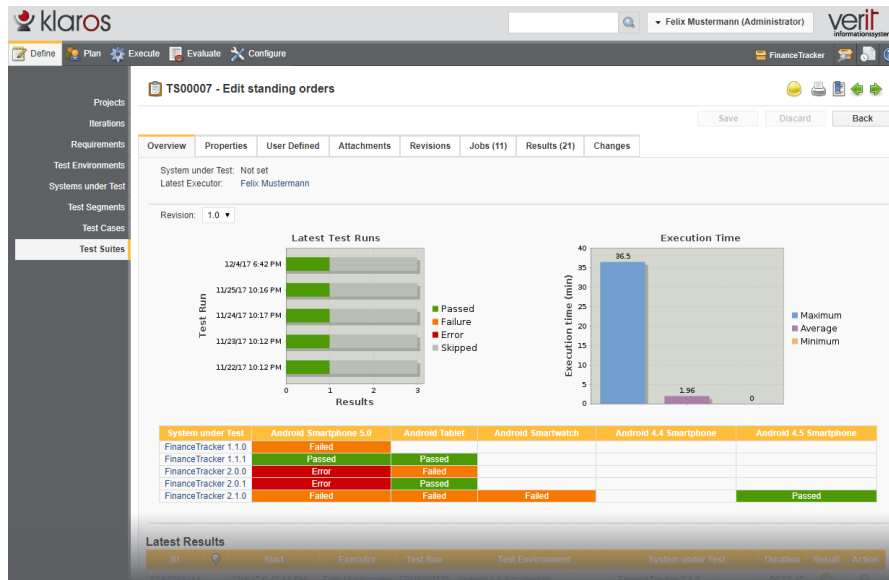 klaros
Felix Mustermann (Administrator)
verit
informationssystem
Define Plan Execute Evaluate Configure FinanceTracker
TS00007 - Edit standing orders
Projects
Iterations
Requirements
Test Environments
Systems under Test
Test Segments
Test Cases
Test Suites
Save Discard Back
Overview Properties User Defined Attachments Revisions Jobs (11) Results (21) Changes
System under Test: Not set
Latest Executor: Felix Mustermann
Revision: 1.0
Latest Test Runs
Test Run
12/4/17 6:42 PM
11/25/17 10:16 PM
11/24/17 10:17 PM
11/23/17 10:12 PM
11/22/17 10:12 PM
0 1 2 3
Results
Passed
Failure
Error
Skipped
Execution Time
Execution time (min)
40
35
30
25
20
15
10
5
0
36.5
1.96
0
Maximum
Average
Minimum
System under Test Android Smartphone 5.0 Android Tablet Android Smartwatch Android 4.4 Smartphone Android 4.5 Smartphone
FinanceTracker 1.1.0 Failed
FinanceTracker 1.1.1 Passed Passed
FinanceTracker 2.0.0 Error Failed
FinanceTracker 2.0.1 Error Passed
FinanceTracker 2.1.0 Failed Failed Failed Passed
Latest Results
ID Start Executor Test Run Test Environment System under Test Duration Result Action